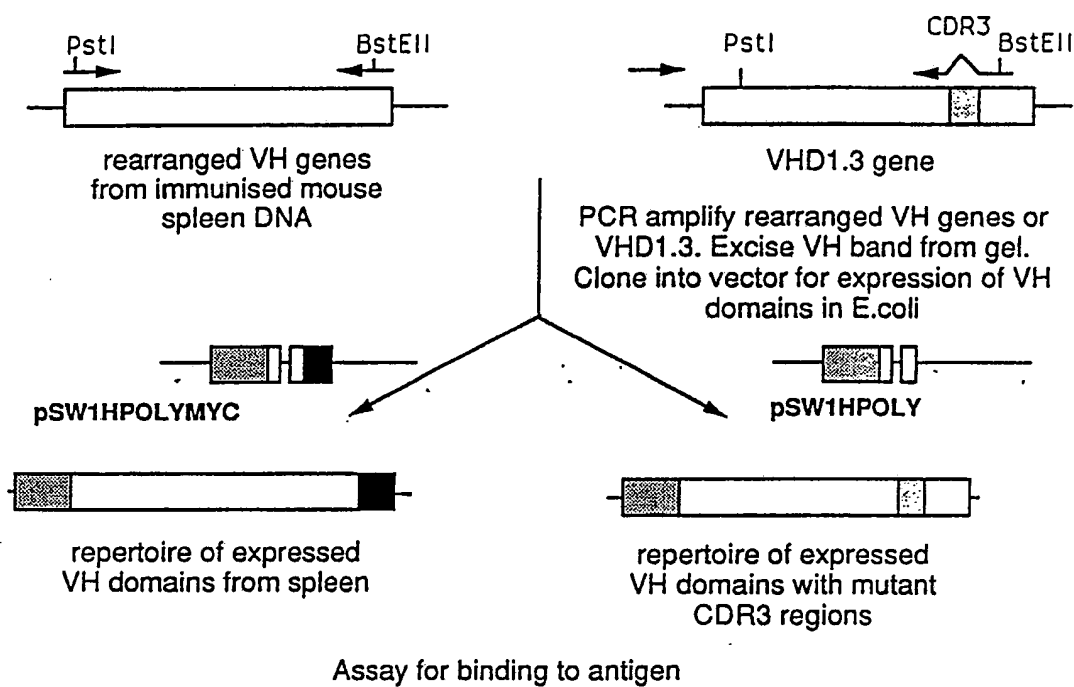 PstI
BstEII
rearranged VH genes
from immunised mouse
spleen DNA
PstI
CDR3
BstEII
VHD1.3 gene
PCR amplify rearranged VH genes or
VHD1.3. Excise VH band from gel.
Clone into vector for expression of VH
domains in E.coli
pSW1HPOLYMYC
pSW1HPOLY
repertoire of expressed
VH domains from spleen
repertoire of expressed
VH domains with mutant
CDR3 regions
Assay for binding to antigen